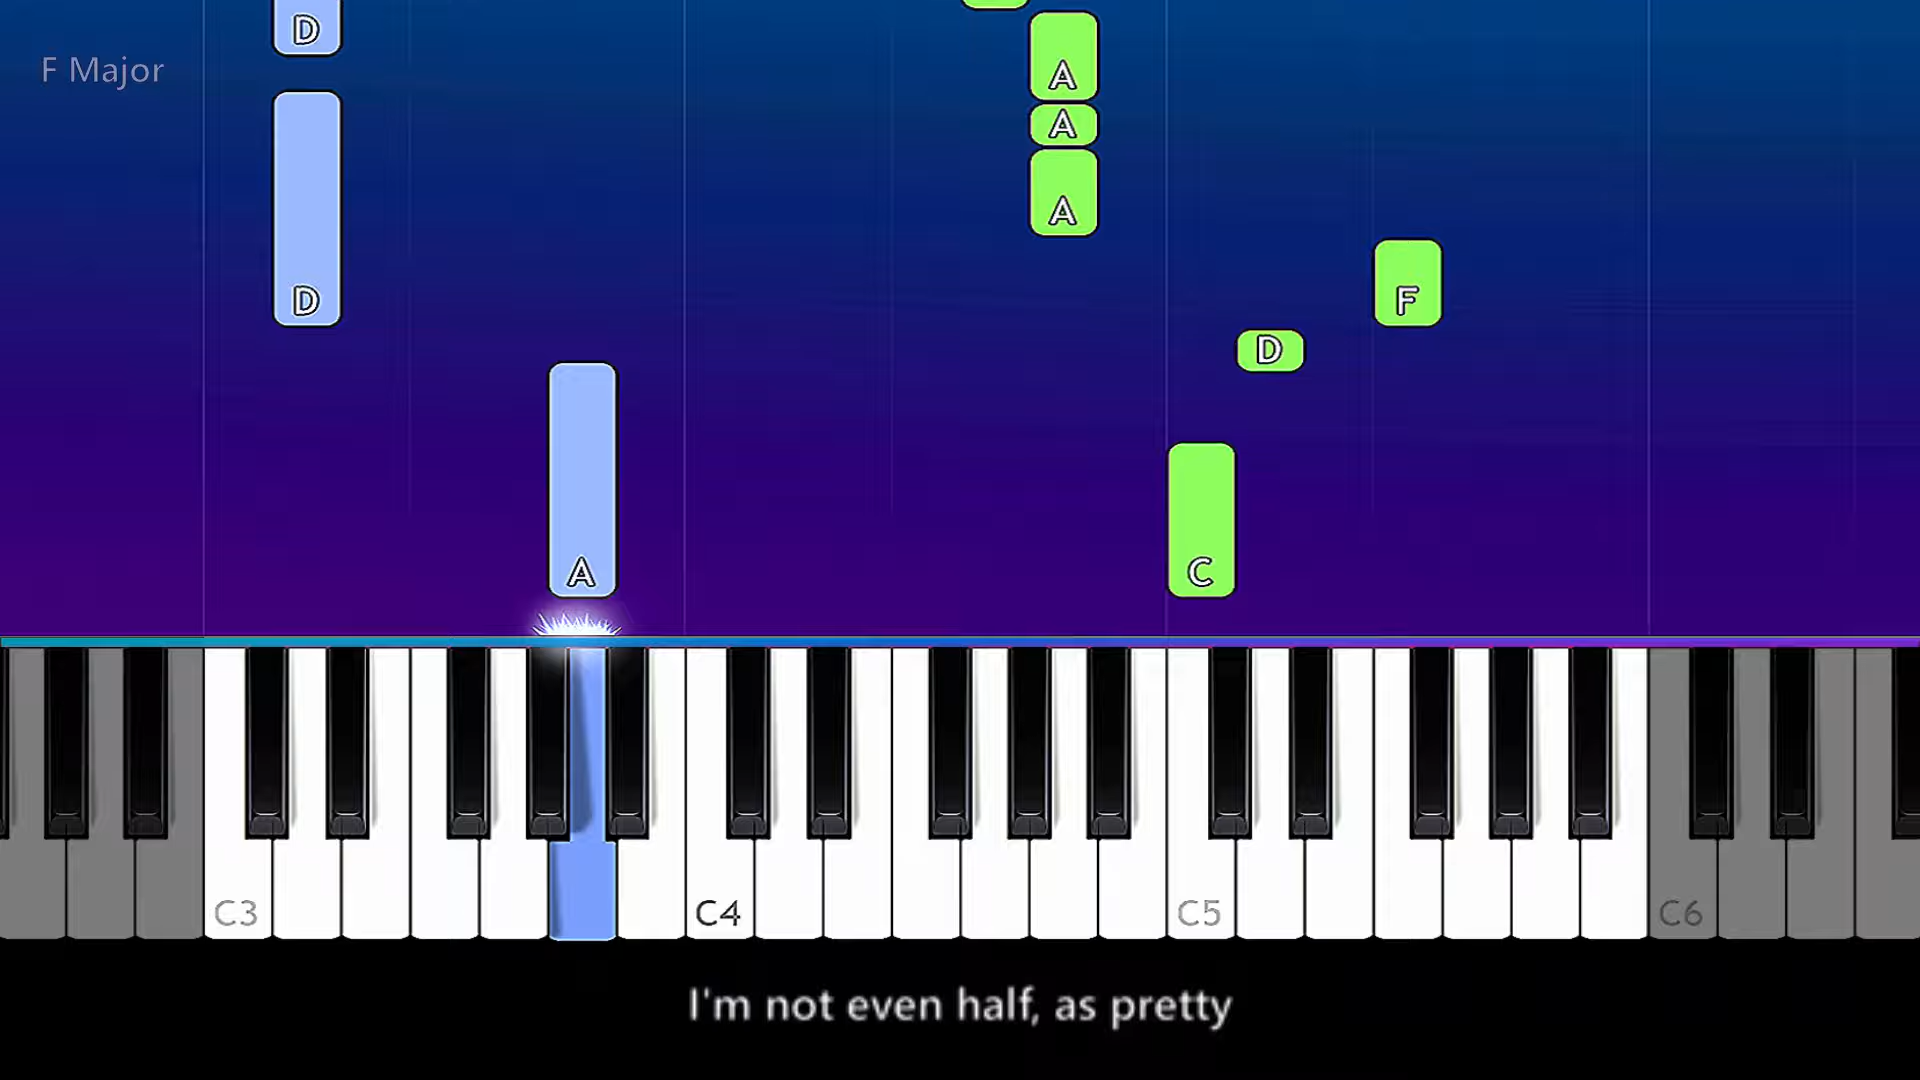 D
F Major
A
A
A
D
F
D
A
C
C3
C4
C5
C6
I'm not even half, as pretty